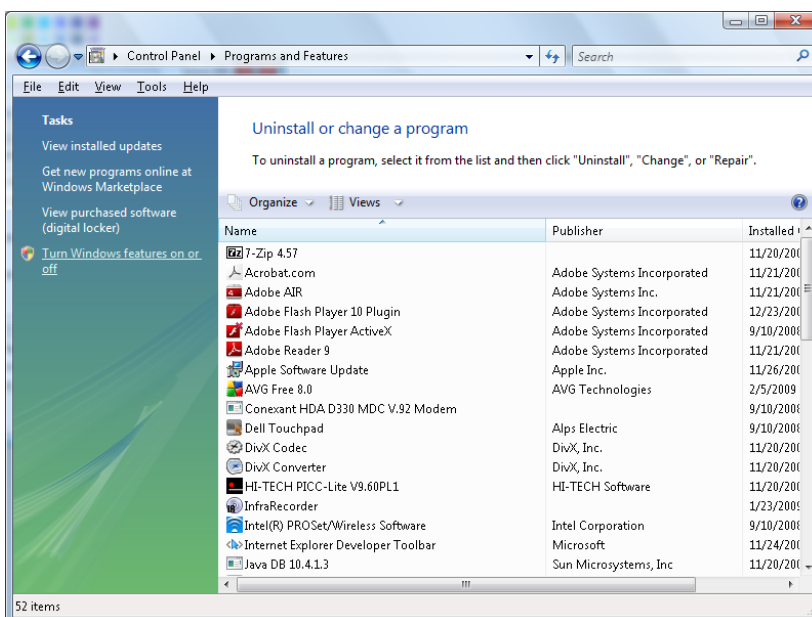 Control Panel Programs and Features Search
File Edit View Tools Help
Tasks
View installed updates
Get new programs online at
Windows Marketplace
View purchased software
(digital locker)
Turn Windows features on or
off
Uninstall or change a program
To uninstall a program, select it from the list and then click "Uninstall", "Change", or "Repair".
Organize Views
Name Publisher Installed
7-Zip 4.57 11/20/200
Acrobat.com Adobe Systems Incorporated 11/21/200
Adobe AIR Adobe Systems Inc. 11/21/200
Adobe Flash Player 10 Plugin Adobe Systems Incorporated 12/23/200
Adobe Flash Player ActiveX Adobe Systems Incorporated 9/10/2008
Adobe Reader 9 Adobe Systems Incorporated 11/21/200
Apple Software Update Apple Inc. 11/26/200
AVG Free 8.0 AVG Technologies 2/5/2009
Conexant HDA D330 MDC V.92 Modem 9/10/2008
Dell Touchpad Alps Electric 9/10/2008
DivX Codec DivX, Inc. 11/20/200
DivX Converter DivX, Inc. 11/20/200
HI-TECH PICC-Lite V9.60PL1 HI-TECH Software 11/20/200
InfraRecorder 1/23/2009
Intel(R) PROSet/Wireless Software Intel Corporation 9/10/2008
Internet Explorer Developer Toolbar Microsoft 11/24/200
Java DB 10.4.1.3 Sun Microsystems, Inc 11/20/200
52 items